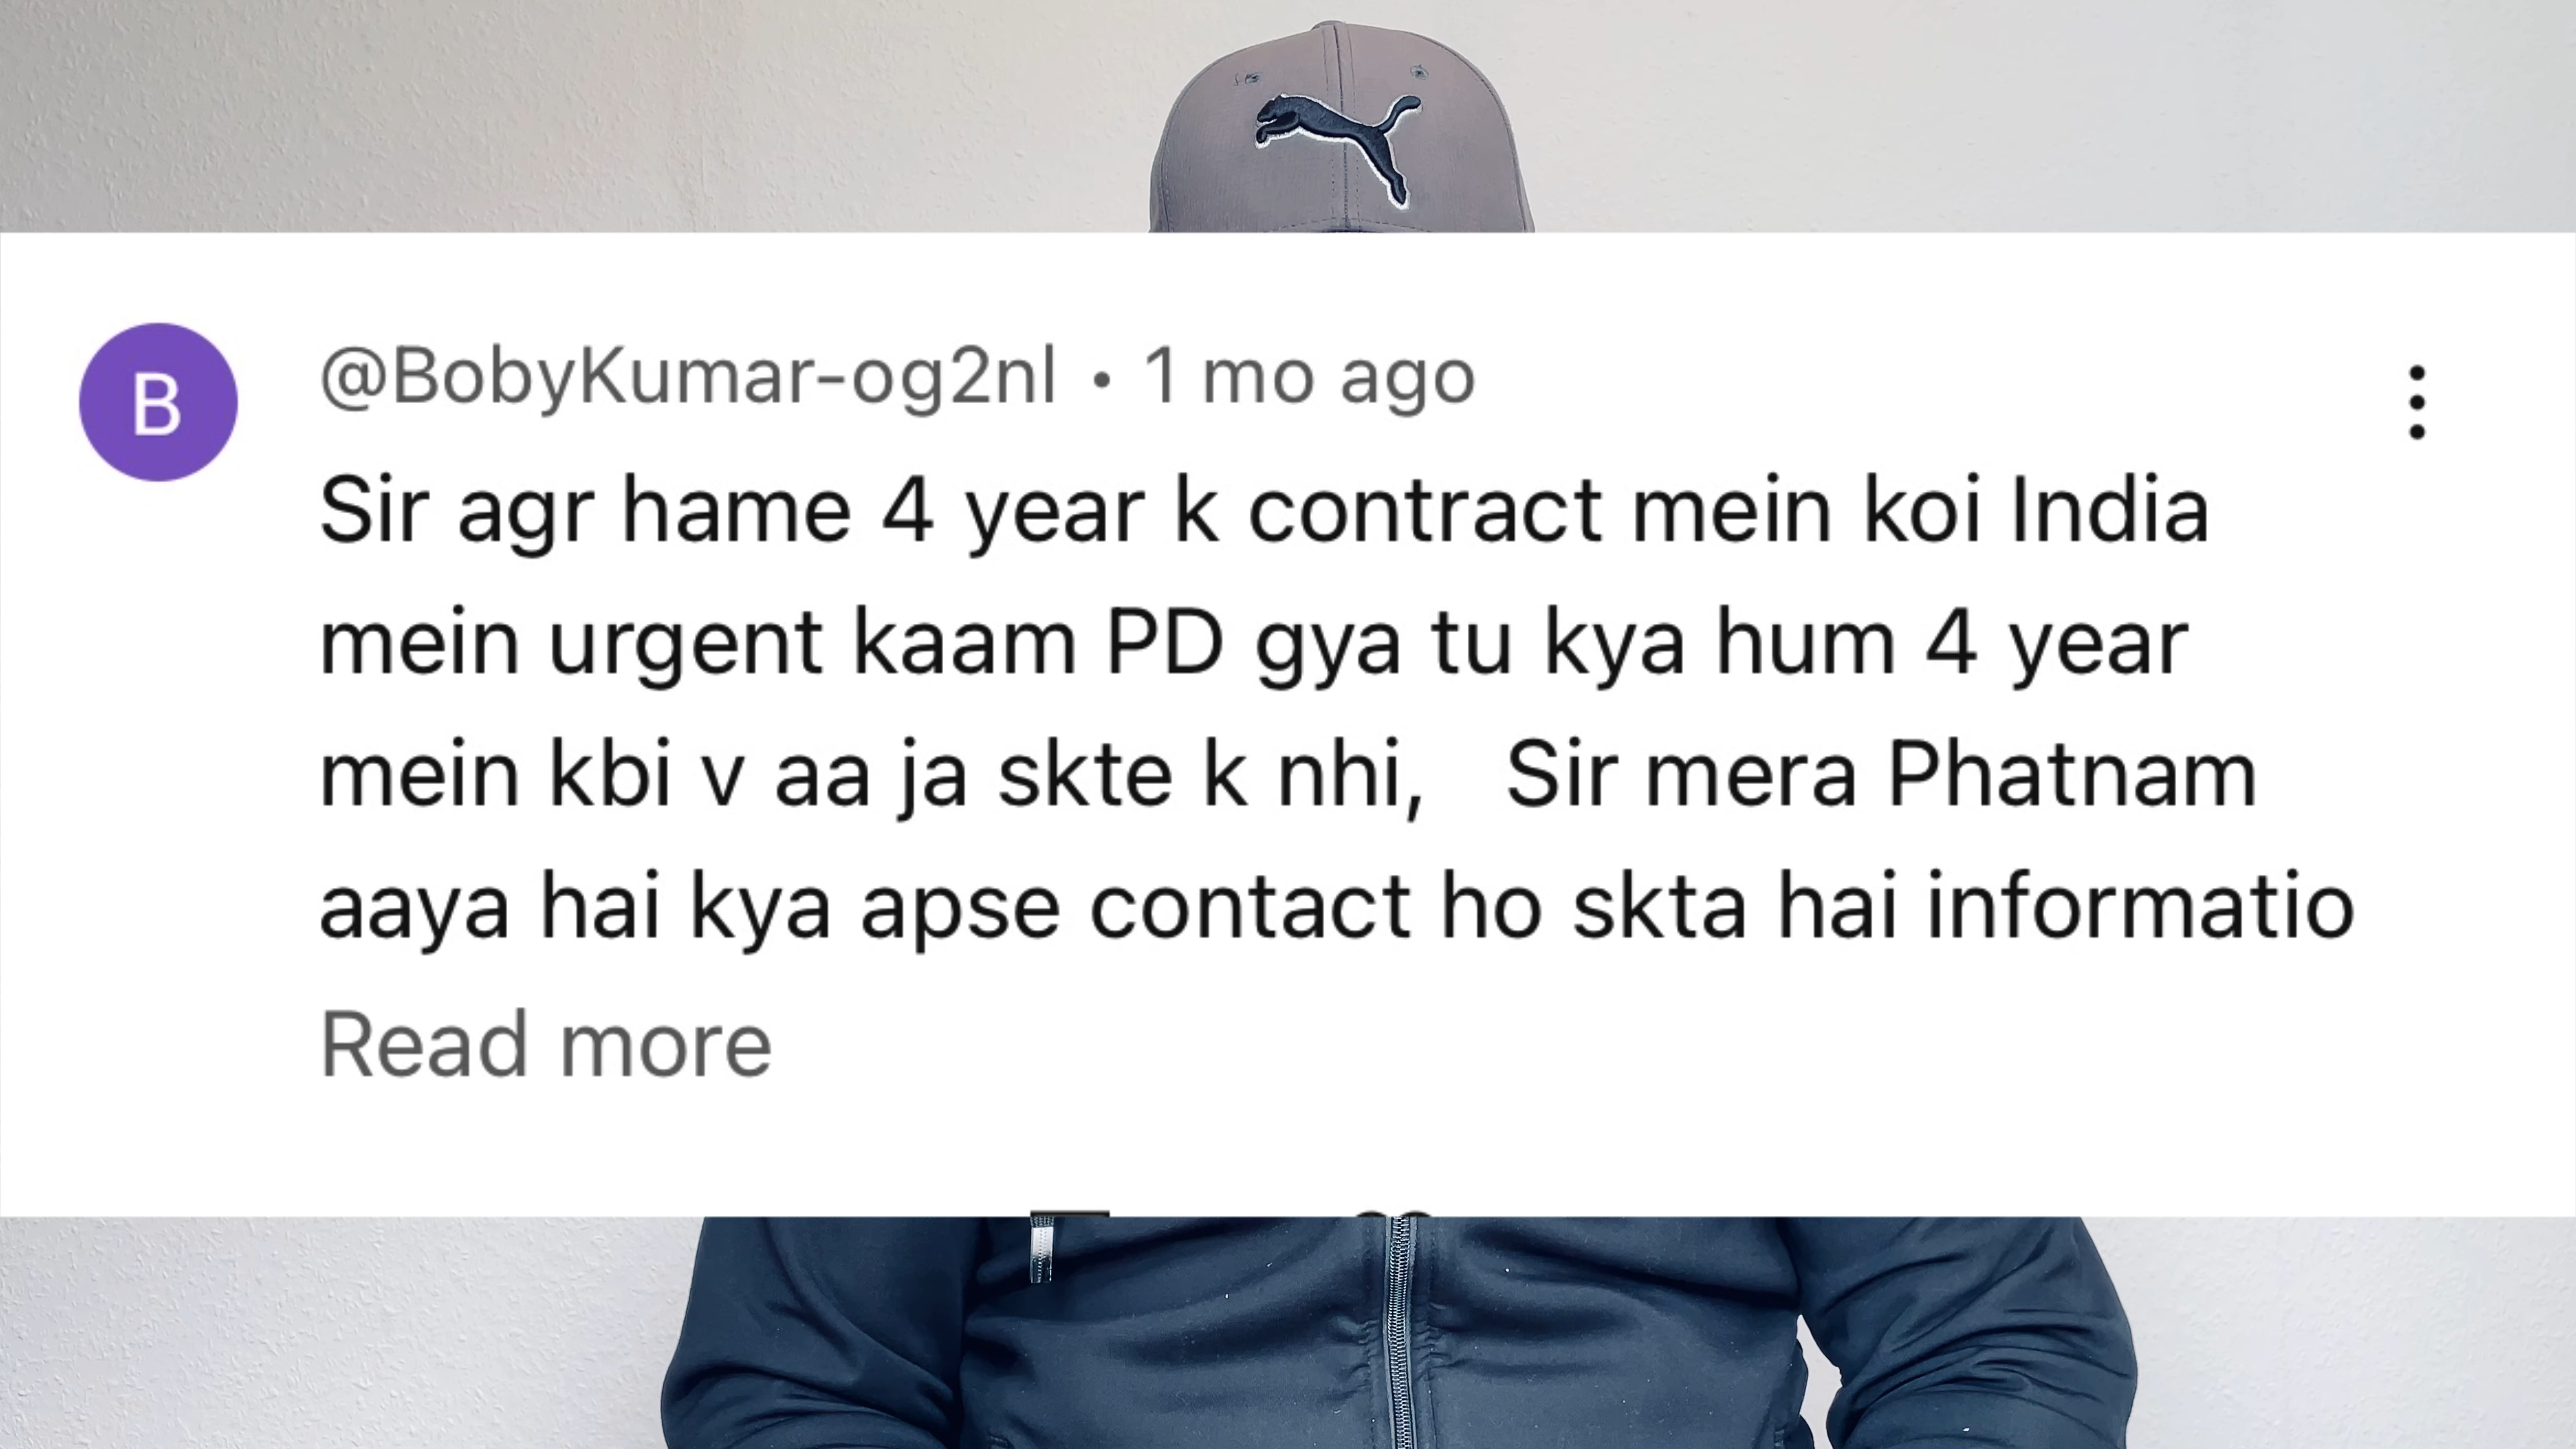 B
@BobyKumar-og2nl • 1 mo ago
Sir agr hame 4 year k contract mein koi India
mein urgent kaam PD gya tu kya hum 4 year
mein kbi v aa ja skte k nhi,   Sir mera Phatnam
aaya hai kya apse contact ho skta hai informatio
Read more